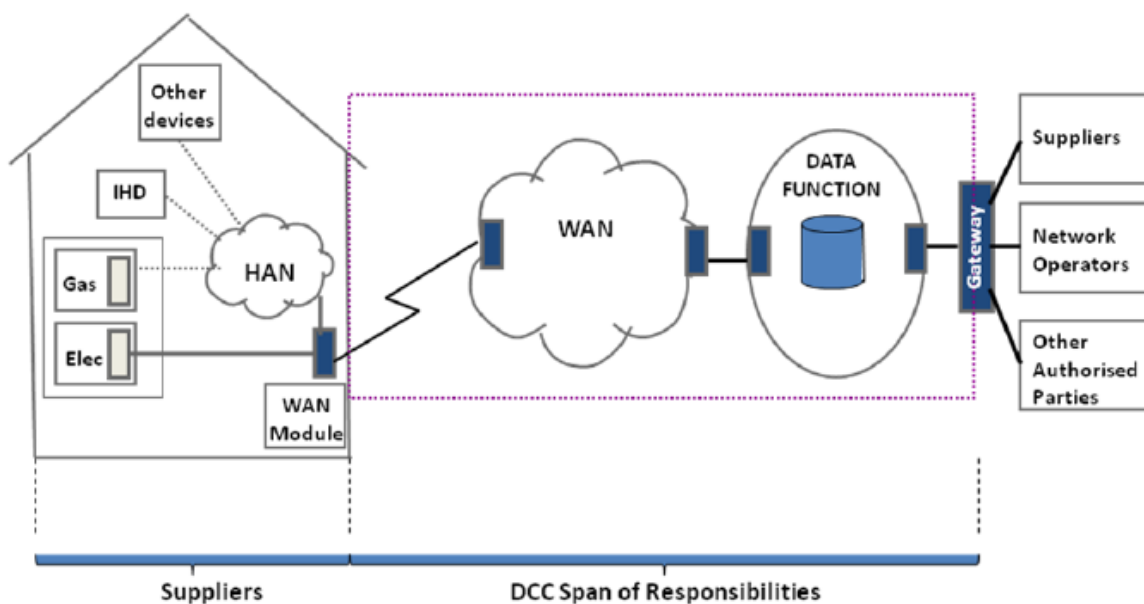 Other
devices
IHD
HAN
Gas
Elec
WAN
Module
WAN
DATA
FUNCTION
Gateway
Suppliers
Network
Operators
Other
Authorised
Parties
Suppliers
DCC Span of Responsibilities